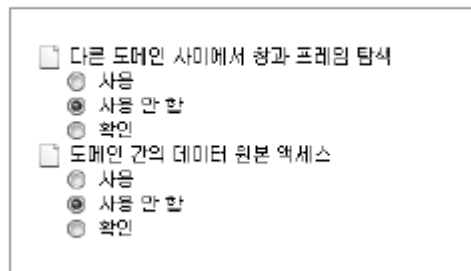 다른 도메인 사이에서 창과 프레임 탐색
사용
사용 안 함
확인
도메인 간의 데이터 원본 액세스
사용
사용 안 함
확인